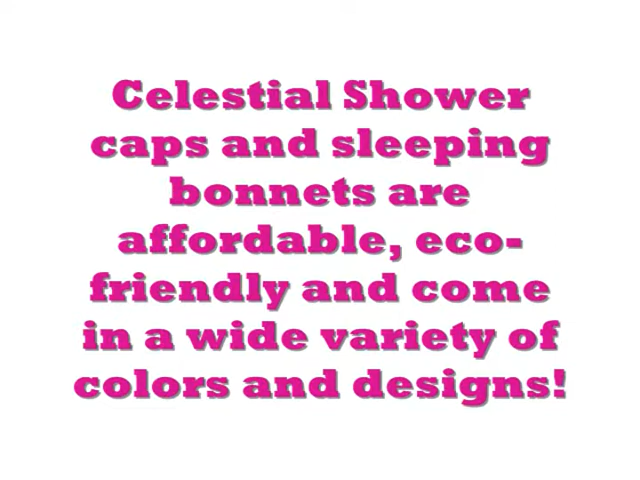 Celestial Shower
caps and sleeping
bonnets are
affordable, eco-
friendly and come
in a wide variety of
colors and designs!